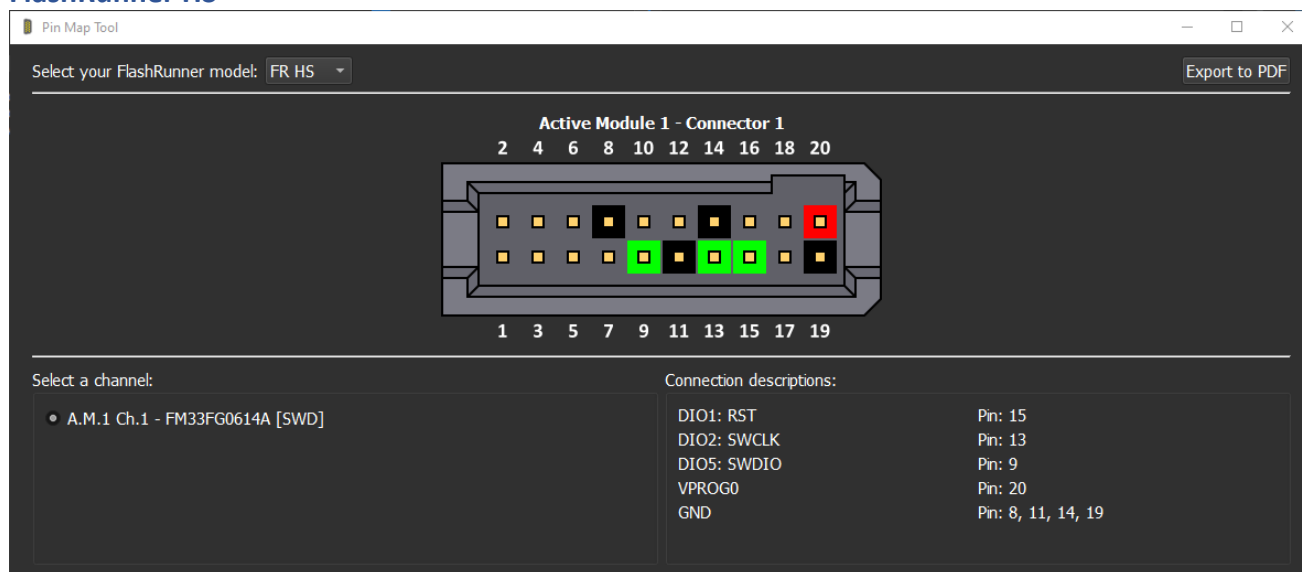 FlashRunner HS
Pin Map Tool
Select your FlashRunner model: FR HS
Export to PDF
Active Module 1 - Connector 1
2 4 6 8 10 12 14 16 18 20
1 3 5 7 9 11 13 15 17 19
Select a channel:
A.M.1 Ch.1 - FM33FG0614A [SWD]
Connection descriptions:
DIO1: RST Pin: 15
DIO2: SWCLK Pin: 13
DIO5: SWDIO Pin: 9
VPROG0 Pin: 20
GND Pin: 8, 11, 14, 19